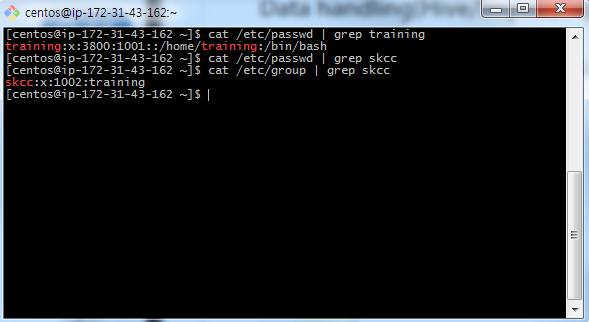 Data handling(Hive/
centos@ip-172-31-43-162:~
[centos@ip-172-31-43-162 ~]$ cat /etc/passwd | grep training
training:x:3800:1001::/home/training:/bin/bash
[centos@ip-172-31-43-162 ~]$ cat /etc/passwd | grep skcc
[centos@ip-172-31-43-162 ~]$ cat /etc/group | grep skcc
skcc:x:1002:training
[centos@ip-172-31-43-162 ~]$